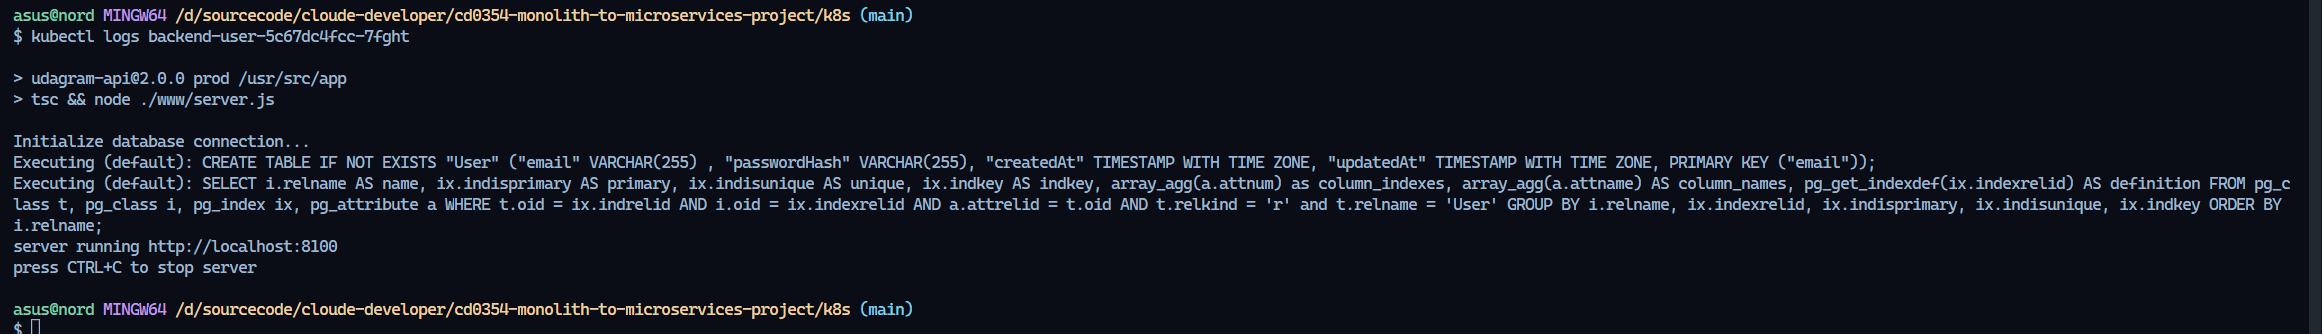 asus@nord MINGW64 /d/sourcecode/cloude-developer/cd0354-monolith-to-microservices-project/k8s (main)
$ kubectl logs backend-user-5c67dc4fcc-7fght
> udagram-api@2.0.0 prod /usr/src/app
> tsc && node ./www/server.js
Initialize database connection...
Executing (default): CREATE TABLE IF NOT EXISTS "User" ("email" VARCHAR(255) , "passwordHash" VARCHAR(255), "createdAt" TIMESTAMP WITH TIME ZONE, "updatedAt" TIMESTAMP WITH TIME ZONE, PRIMARY KEY ("email"));
Executing (default): SELECT i.relname AS name, ix.indisprimary AS primary, ix.indisunique AS unique, ix.indkey AS indkey, array_agg(a.attnum) as column_indexes, array_agg(a.attname) AS column_names, pg_get_indexdef(ix.indexrelid) AS definition FROM pg_c
lass t, pg_class i, pg_index ix, pg_attribute a WHERE t.oid = ix.indrelid AND i.oid = ix.indexrelid AND a.attrelid = t.oid AND t.relkind = 'r' and t.relname = 'User' GROUP BY i.relname, ix.indexrelid, ix.indisprimary, ix.indisunique, ix.indkey ORDER BY
i.relname;
server running http://localhost:8100
press CTRL+C to stop server
asus@nord MINGW64 /d/sourcecode/cloude-developer/cd0354-monolith-to-microservices-project/k8s (main)
$